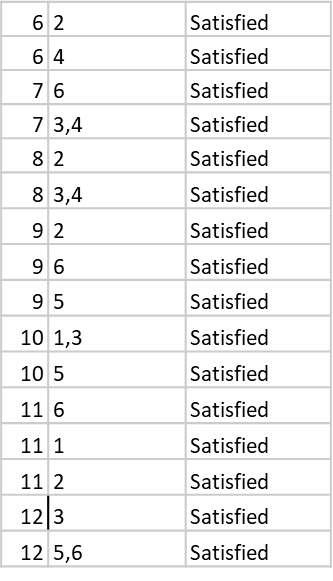 6 2 Satisfied
6 4 Satisfied
7 6 Satisfied
7 3,4 Satisfied
8 2 Satisfied
8 3,4 Satisfied
9 2 Satisfied
9 6 Satisfied
9 5 Satisfied
10 1,3 Satisfied
10 5 Satisfied
11 6 Satisfied
11 1 Satisfied
11 2 Satisfied
12 3 Satisfied
12 5,6 Satisfied